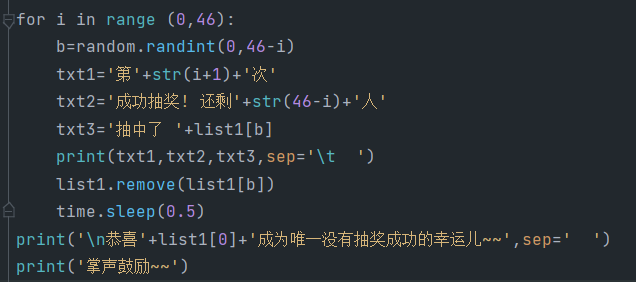 for i in range (0,46):
    b=random.randint(0,46-i)
    txt1='第'+str(i+1)+'次'
    txt2='成功抽奖! 还剩'+str(46-i)+'人'
    txt3='抽中了 '+list1[b]
    print(txt1,txt2,txt3,sep='\t  ')
    list1.remove(list1[b])
    time.sleep(0.5)
print('\n恭喜'+list1[0]+'成为唯一没有抽奖成功的幸运儿~~',sep='  ')
print('掌声鼓励~~')